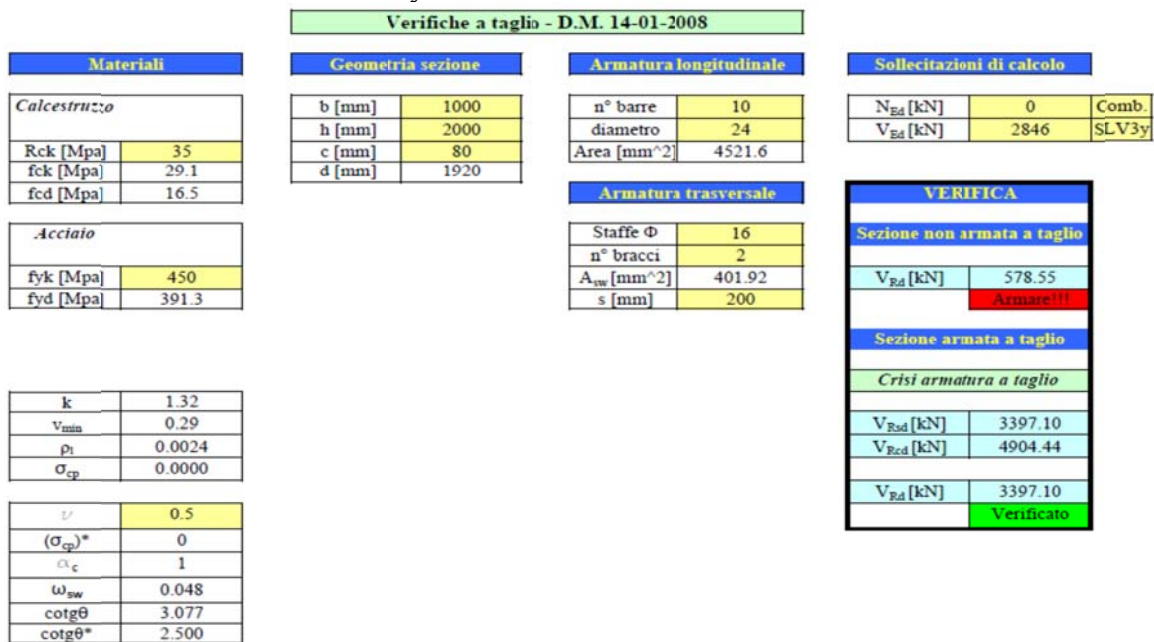 Verifiche a taglio - D.M. 14-01-2008
Materiali
Calcestruzzo
Rck [Mpa] 35
fck [Mpa] 29.1
fcd [Mpa] 16.5
Acciaio
fyk [Mpa] 450
fyd [Mpa] 391.3
k 1.32
vmin 0.29
ρl 0.0024
σcp 0.0000
ν 0.5
(σcp)* 0
αc 1
ωsw 0.048
cotgθ 3.077
cotgθ* 2.500
Geometria sezione
b [mm] 1000
h [mm] 2000
c [mm] 80
d [mm] 1920
Armatura longitudinale
n° barre 10
diametro 24
Area [mm^2] 4521.6
Armatura trasversale
Staffe Φ 16
n° bracci 2
Asw [mm^2] 401.92
s [mm] 200
Sollecitazioni di calcolo
NEd [kN] 0 Comb.
VEd [kN] 2846 SLV3y
VERIFICA
Sezione non armata a taglio
VRd [kN] 578.55
Armare!!!
Sezione armata a taglio
Crisi armatura a taglio
VRsd [kN] 3397.10
VRcd [kN] 4904.44
VRd [kN] 3397.10
Verificato